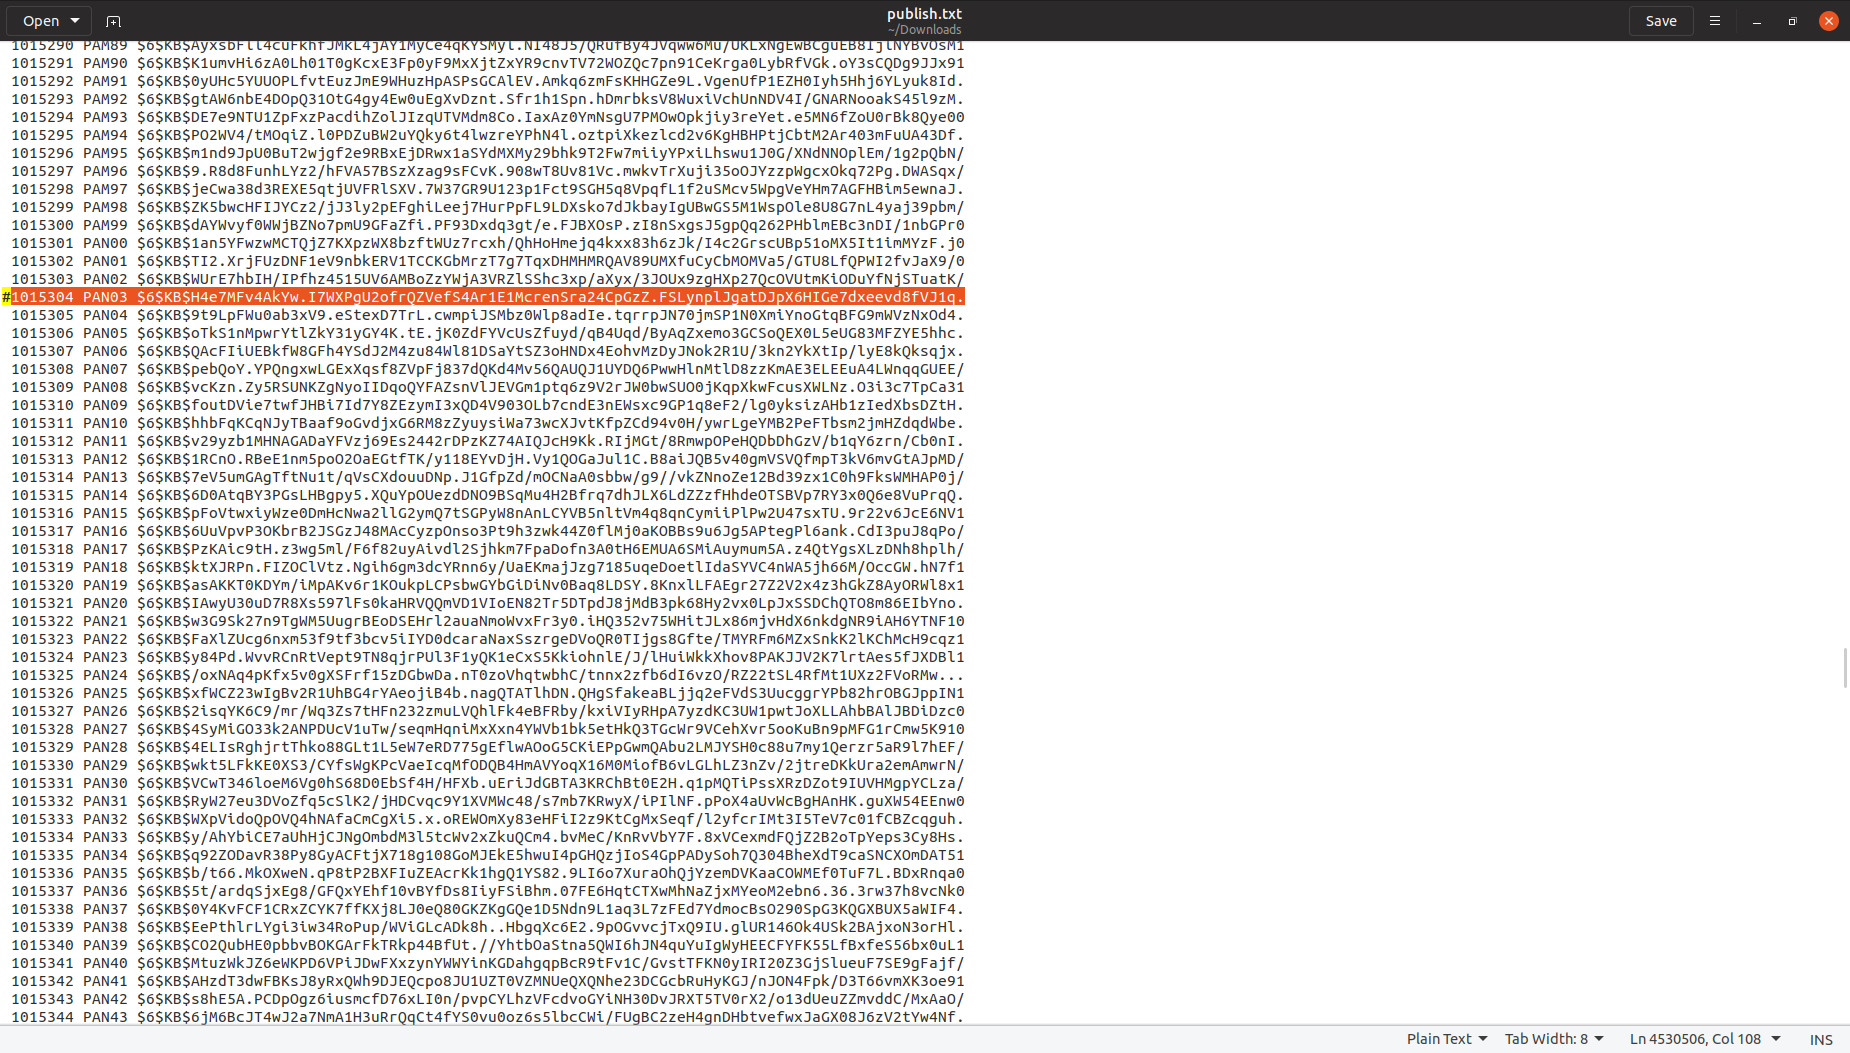 Open
publish.txt
~/Downloads
Save
1015290 PAM89 $6$KB$AyxsbFll4cuFkhfJMkL4jAY1MyCe4qKYSMyl.NI48J5/QRufBy4JVqWw6Mu/UKLxNgEwBCguEB8IjlNYBvOsM1
1015291 PAM90 $6$KB$K1umvHi6zA0Lh01T0gKcxE3Fp0yF9MxXjtZxYR9cnvTV72WOZQc7pn91CeKrga0LybRfVGk.oY3sCQDg9JJx91
1015292 PAM91 $6$KB$0yUHc5YUUOPLfvtEuzJmE9WHuzHpASPsGCAlEV.Amkq6zmFsKHHGZe9L.VgenUfP1EZH0Iyh5Hhj6YLyuk8Id.
1015293 PAM92 $6$KB$gtAW6nbE4DOpQ31OtG4gy4Ew0uEgXvDznt.Sfr1h1Spn.hDmrbksV8WuxiVchUnNDV4I/GNARNooakS45l9zM.
1015294 PAM93 $6$KB$DE7e9NTU1ZpFxzPacdihZolJIzqUTVMdm8Co.IaxAz0YmNsgU7PMOwOpkjiy3reYet.e5MN6fZoU0rBk8Qye00
1015295 PAM94 $6$KB$PO2WV4/tMOqiZ.l0PDZuBW2uYQky6t4lwzreYPhN4l.oztpiXkezlcd2v6KgHBHPtjCbtM2Ar403mFuUA43Df.
1015296 PAM95 $6$KB$m1nd9JpU0BuT2wjgf2e9RBxEjDRwx1aSYdMXMy29bhk9T2Fw7miiyYPxiLhswu1J0G/XNdNNOplEm/1g2pQbN/
1015297 PAM96 $6$KB$9.R8d8FunhLYz2/hFVA57BSzXzag9sFCvK.908wT8Uv81Vc.mwkvTrXuji35oOJYzzpWgcxOkq72Pg.DWASqx/
1015298 PAM97 $6$KB$jeCwa38d3REXE5qtjUVFRlSXV.7W37GR9U123p1Fct9SGH5q8VpqfL1f2uSMcv5WpgVeYHm7AGFHBim5ewnaJ.
1015299 PAM98 $6$KB$ZK5bwcHFIJYCz2/jJ3ly2pEFghiLeej7HurPpFL9LDXsko7dJkbayIgUBwGS5M1WspOle8U8G7nL4yaj39pbm/
1015300 PAM99 $6$KB$dAYWvyf0WWjBZNo7pmU9GFaZfi.PF93Dxdq3gt/e.FJBXOsP.zI8nSxgsJ5gpQq262PHblmEBc3nDI/1nbGPr0
1015301 PAN00 $6$KB$1an5YFwzwMCTQjZ7KXpzWX8bzftWUz7rcxh/QhHoHmejq4kxx83h6zJk/I4c2GrscUBp51oMX5It1imMYzF.j0
1015302 PAN01 $6$KB$TI2.XrjFUzDNF1eV9nbkERV1TCCKGbMrzT7g7TqxDHMHMRQAV89UMXfuCyCbMOMVa5/GTU8LfQPWI2fvJaX9/0
1015303 PAN02 $6$KB$WUrE7hbIH/IPfhz4515UV6AMBoZzYWjA3VRZlSShc3xp/aXyx/3JOUx9zgHXp27QcOVUtmKiODuYfNjSTuatK/
#1015304 PAN03 $6$KB$H4e7MFv4AkYw.I7WXPgU2ofrQZVefS4Ar1E1McrenSra24CpGzZ.FSLynplJgatDJpX6HIGe7dxeevd8fVJ1q.
1015305 PAN04 $6$KB$9t9LpFWu0ab3xV9.eStexD7TrL.cwmpiJSMbz0Wlp8adIe.tqrrpJN70jmSP1N0XmiYnoGtqBFG9mWVzNxOd4.
1015306 PAN05 $6$KB$oTkS1nMpwrYtlZkY31yGY4K.tE.jK0ZdFYVcUsZfuyd/qB4Uqd/ByAqZxemo3GCSoQEX0L5eUG83MFZYE5hhc.
1015307 PAN06 $6$KB$QAcFIiUEBkfW8GFh4YSdJ2M4zu84Wl81DSaYtSZ3oHNDx4EohvMzDyJNok2R1U/3kn2YkXtIp/lyE8kQksqjx.
1015308 PAN07 $6$KB$pebQoY.YPQngxwLGExXqsf8ZVpFj837dQKd4Mv56QAUQJ1UYDQ6PwwHlnMtlD8zzKmAE3ELEEuA4LWnqqGUEE/
1015309 PAN08 $6$KB$vcKzn.Zy5RSUNKZgNyoIIDqoQYFAZsnVlJEVGm1ptq6z9V2rJW0bwSUO0jKqpXkwFcusXWLNz.O3i3c7TpCa31
1015310 PAN09 $6$KB$foutDVie7twfJHBi7Id7Y8ZEzymI3xQD4V903OLb7cndE3nEWsxc9GP1q8eF2/lg0yksizAHb1zIedXbsDZtH.
1015311 PAN10 $6$KB$hhbFqKCqNJyTBaaf9oGvdjxG6RM8zZyuysiWa73wcXJvtKfpZCd94v0H/ywrLgeYMB2PeFTbsm2jmHZdqdWbe.
1015312 PAN11 $6$KB$v29yzb1MHNAGADaYFVzj69Es2442rDPzKZ74AIQJcH9Kk.RIjMGt/8RmwpOPeHQDbDhGzV/b1qY6zrn/Cb0nI.
1015313 PAN12 $6$KB$1RCnO.RBeE1nm5poO2OaEGtfTK/y118EYvDjH.Vy1QOGaJul1C.B8aiJQB5v40gmVSVQfmpT3kV6mvGtAJpMD/
1015314 PAN13 $6$KB$7eV5umGAgTftNu1t/qVsCXdouuDNp.J1GfpZd/mOCNaA0sbbw/g9//vkZNnoZe12Bd39zx1C0h9FksWMHAP0j/
1015315 PAN14 $6$KB$6D0AtqBY3PGsLHBgpy5.XQuYpOUezdDNO9BSqMu4H2Bfrq7dhJLX6LdZZzfHhdeOTSBVp7RY3x0Q6e8VuPrqQ.
1015316 PAN15 $6$KB$pFoVtwxiyWze0DmHcNwa2llG2ymQ7tSGPyW8nAnLCYVB5nltVm4q8qnCymiiPlPw2U47sxTU.9r22v6JcE6NV1
1015317 PAN16 $6$KB$6UuVpvP3OKbrB2JSGzJ48MAcCyzpOnso3Pt9h3zwk44Z0flMj0aKOBBs9u6Jg5APtegPl6ank.CdI3puJ8qPo/
1015318 PAN17 $6$KB$PzKAic9tH.z3wg5ml/F6f82uyAivdl2Sjhkm7FpaDofn3A0tH6EMUA6SMiAuymum5A.z4QtYgsXLzDNh8hplh/
1015319 PAN18 $6$KB$ktXJRPn.FIZOClVtz.Ngih6gm3dcYRnn6y/UaEKmajJzg7185uqeDoetlIdaSYVC4nWA5jh66M/OccGW.hN7f1
1015320 PAN19 $6$KB$asAKKT0KDYm/iMpAKv6r1KOukpLCPsbwGYbGiDiNv0Baq8LDSY.8KnxlLFAEgr27Z2V2x4z3hGkZ8AyORWl8x1
1015321 PAN20 $6$KB$IAwyU30uD7R8Xs597lFs0kaHRVQQmVD1VIoEN82Tr5DTpdJ8jMdB3pk68Hy2vx0LpJxSSDChQTO8m86EIbYno.
1015322 PAN21 $6$KB$w3G9Sk27n9TgWM5UugrBEoDSEHrl2auaNmoWvxFr3y0.iHQ352v75WHitJLx86mjvHdX6nkdgNR9iAH6YTNF10
1015323 PAN22 $6$KB$FaXlZUcg6nxm53f9tf3bcv5iIYD0dcaraNaxSszrgeDVoQR0TIjgs8Gfte/TMYRFm6MZxSnkK2lKChMcH9cqz1
1015324 PAN23 $6$KB$y84Pd.WvvRCnRtVept9TN8qjrPUl3F1yQK1eCxS5KkiohnlE/J/lHuiWkkXhov8PAKJJV2K7lrtAes5fJXDBl1
1015325 PAN24 $6$KB$/oxNAq4pKfx5v0gXSFrf15zDGbwDa.nT0zoVhqtwbhC/tnnx2zfb6dI6vzO/RZ22tSL4RfMt1UXz2FVoRMw...
1015326 PAN25 $6$KB$xfWCZ23wIgBv2R1UhBG4rYAeojiB4b.nagQTATlhDN.QHgSfakeaBLjjq2eFVdS3UucggrYPb82hrOBGJppIN1
1015327 PAN26 $6$KB$2isqYK6C9/mr/Wq3Zs7tHFn232zmuLVQhlFk4eBFRby/kxiVIyRHpA7yzdKC3UW1pwtJoXLLAhbBAlJBDiDzc0
1015328 PAN27 $6$KB$4SyMiGO33k2ANPDUcV1uTw/seqmHqniMxXxn4YWVb1bk5etHkQ3TGcWr9VCehXvr5ooKuBn9pMFG1rCmw5K910
1015329 PAN28 $6$KB$4ELIsRghjrtThko88GLt1L5eW7eRD775gEflwAOoG5CKiEPpGwmQAbu2LMJYSH0c88u7my1Qerzr5aR9l7hEF/
1015330 PAN29 $6$KB$wkt5LFkKE0XS3/CYfsWgKPcVaeIcqMfODQB4HmAVYoqX16M0MiofB6vLGLhLZ3nZv/2jtreDKkUra2emAmwrN/
1015331 PAN30 $6$KB$VCwT346loeM6Vg0hS68D0EbSf4H/HFXb.uEriJdGBTA3KRChBt0E2H.q1pMQTiPssXRzDZot9IUVHMgpYCLza/
1015332 PAN31 $6$KB$RyW27eu3DVoZfq5cSlK2/jHDCvqc9Y1XVMWc48/s7mb7KRwyX/iPIlNF.pPoX4aUvWcBgHAnHK.guXW54EEnw0
1015333 PAN32 $6$KB$WXpVidoQpOVQ4hNAfaCmCgXi5.x.oREWOmXy83eHFiI2z9KtCgMxSeqf/l2yfcrIMt3I5TeV7c01fCBZcqguh.
1015334 PAN33 $6$KB$y/AhYbiCE7aUhHjCJNgOmbdM3l5tcWv2xZkuQCm4.bvMeC/KnRvVbY7F.8xVCexmdFQjZ2B2oTpYeps3Cy8Hs.
1015335 PAN34 $6$KB$q92ZODavR38Py8GyACFtjX718g108GoMJEkE5hwuI4pGHQzjIoS4GpPADySoh7Q304BheXdT9caSNCXOmDAT51
1015336 PAN35 $6$KB$b/t66.MkOXweN.qP8tP2BXFIuZEAcrKk1hgQ1YS82.9LI6o7XuraOhQjYzemDVKaaCOWMEf0TuF7L.BDxRnqa0
1015337 PAN36 $6$KB$5t/ardqSjxEg8/GFQxYEhf10vBYfDs8IiyFSiBhm.07FE6HqtCTXwMhNaZjxMYeoM2ebn6.36.3rw37h8vcNk0
1015338 PAN37 $6$KB$0Y4KvFCF1CRxZCYK7ffKXj8LJ0eQ80GKZKgGQe1D5Ndn9L1aq3L7zFEd7YdmocBsO290SpG3KQGXBUX5aWIF4.
1015339 PAN38 $6$KB$EePthlrLYgi3iw34RoPup/WViGLcADk8h..HbgqXc6E2.9pOGvvcjTxQ9IU.glUR146Ok4USk2BAjxoN3orHl.
1015340 PAN39 $6$KB$CO2QubHE0pbbvBOKGArFkTRkp44BfUt.//YhtbOaStna5QWI6hJN4quYuIgWyHEECFYFK55LfBxfeS56bx0uL1
1015341 PAN40 $6$KB$MtuzWkJZ6eWKPD6VPiJDwFXxzynYWWYinKGDahgqpBcR9tFv1C/GvstTFKN0yIRI20Z3GjSlueuF7SE9gFajf/
1015342 PAN41 $6$KB$AHzdT3dwFBKsJ8yRxQWh9DJEQcpo8JU1UZT0VZMNUeQXQNhe23DCGcbRuHyKGJ/nJON4Fpk/D3T66vmXK3oe91
1015343 PAN42 $6$KB$s8hE5A.PCDpOgz6iusmcfD76xLI0n/pvpCYLhzVFcdvoGYiNH30DvJRXT5TV0rX2/o13dUeuZZmvddC/MxAaO/
1015344 PAN43 $6$KB$6jM6BcJT4wJ2a7NmA1H3uRrQqCt4fYS0vu0oz6s5lbcCWi/FUgBC2zeH4gnDHbtvefwxJaGX08J6zV2tYw4Nf.
Plain Text
Tab Width: 8
Ln 4530506, Col 108
INS